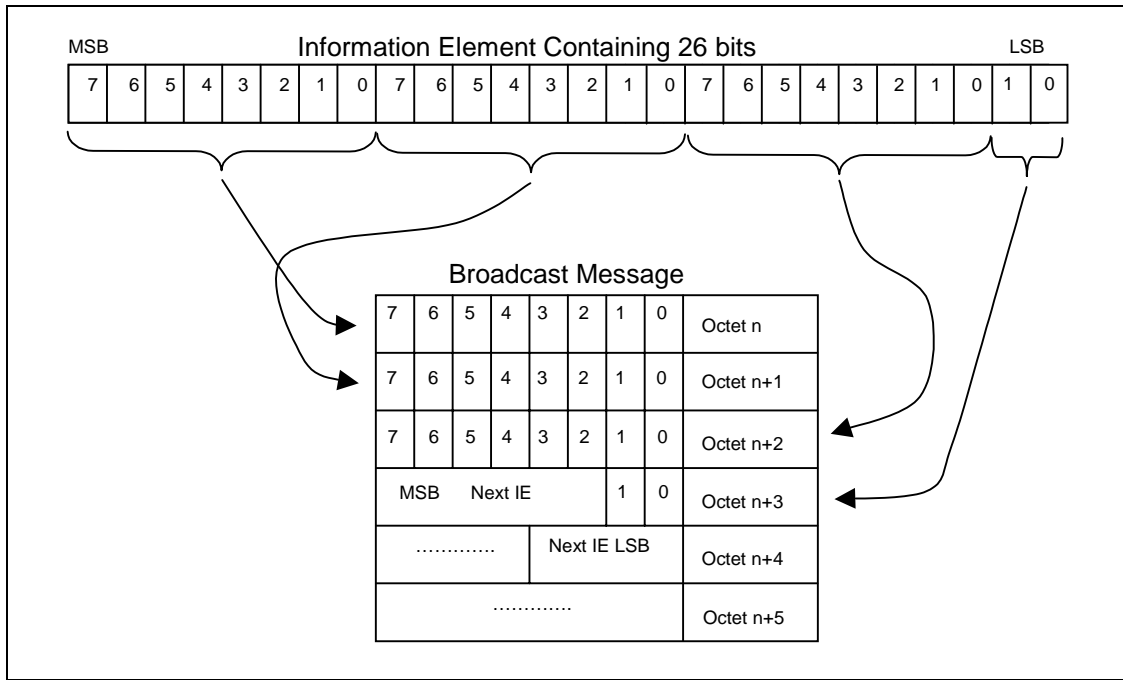 Information Element Containing 26 bits
MSB LSB
7 6 5 4 3 2 1 0 7 6 5 4 3 2 1 0 7 6 5 4 3 2 1 0 1 0
Broadcast Message
7 6 5 4 3 2 1 0 Octet n
7 6 5 4 3 2 1 0 Octet n+1
7 6 5 4 3 2 1 0 Octet n+2
MSB Next IE 1 0 Octet n+3
............. Next IE LSB Octet n+4
............. Octet n+5